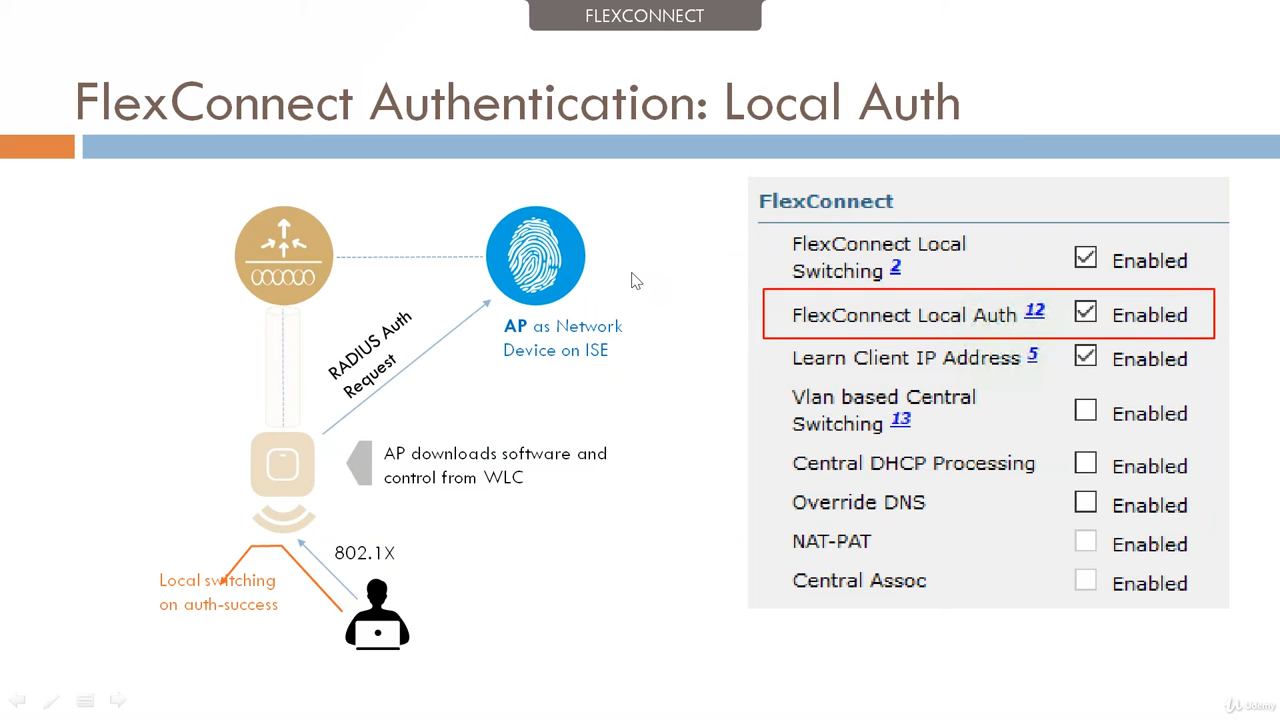 FLEXCONNECT
FlexConnect Authentication: Local Auth
RADIUS Auth
Request
AP as Network
Device on ISE
AP downloads software and
control from WLC
802.1X
Local switching
on auth-success
FlexConnect
FlexConnect Local
Switching 2 Enabled
FlexConnect Local Auth 12 Enabled
Learn Client IP Address 5 Enabled
Vlan based Central
Switching 13 Enabled
Central DHCP Processing Enabled
Override DNS Enabled
NAT-PAT Enabled
Central Assoc Enabled
Udemy